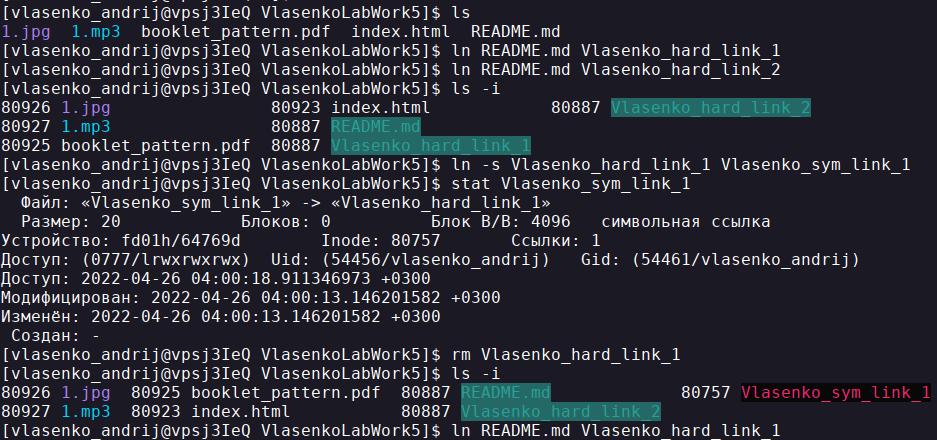 [vlasenko_andrij@vpsj3IeQ VlasenkoLabWork5]$ ls
1.jpg  1.mp3  booklet_pattern.pdf  index.html  README.md
[vlasenko_andrij@vpsj3IeQ VlasenkoLabWork5]$ ln README.md Vlasenko_hard_link_1
[vlasenko_andrij@vpsj3IeQ VlasenkoLabWork5]$ ln README.md Vlasenko_hard_link_2
[vlasenko_andrij@vpsj3IeQ VlasenkoLabWork5]$ ls -i
80926 1.jpg                80923 index.html            80887 Vlasenko_hard_link_2
80927 1.mp3                80887 README.md
80925 booklet_pattern.pdf  80887 Vlasenko_hard_link_1
[vlasenko_andrij@vpsj3IeQ VlasenkoLabWork5]$ ln -s Vlasenko_hard_link_1 Vlasenko_sym_link_1
[vlasenko_andrij@vpsj3IeQ VlasenkoLabWork5]$ stat Vlasenko_sym_link_1
  Файл: «Vlasenko_sym_link_1» -> «Vlasenko_hard_link_1»
  Размер: 20            Блоков: 0          Блок В/В: 4096   символьная ссылка
Устройство: fd01h/64769d        Inode: 80757       Ссылки: 1
Доступ: (0777/lrwxrwxrwx)  Uid: (54456/vlasenko_andrij)   Gid: (54461/vlasenko_andrij)
Доступ: 2022-04-26 04:00:18.911346973 +0300
Модифицирован: 2022-04-26 04:00:13.146201582 +0300
Изменён: 2022-04-26 04:00:13.146201582 +0300
 Создан: -
[vlasenko_andrij@vpsj3IeQ VlasenkoLabWork5]$ rm Vlasenko_hard_link_1
[vlasenko_andrij@vpsj3IeQ VlasenkoLabWork5]$ ls -i
80926 1.jpg  80925 booklet_pattern.pdf  80887 README.md             80757 Vlasenko_sym_link_1
80927 1.mp3  80923 index.html           80887 Vlasenko_hard_link_2
[vlasenko_andrij@vpsj3IeQ VlasenkoLabWork5]$ ln README.md Vlasenko_hard_link_1